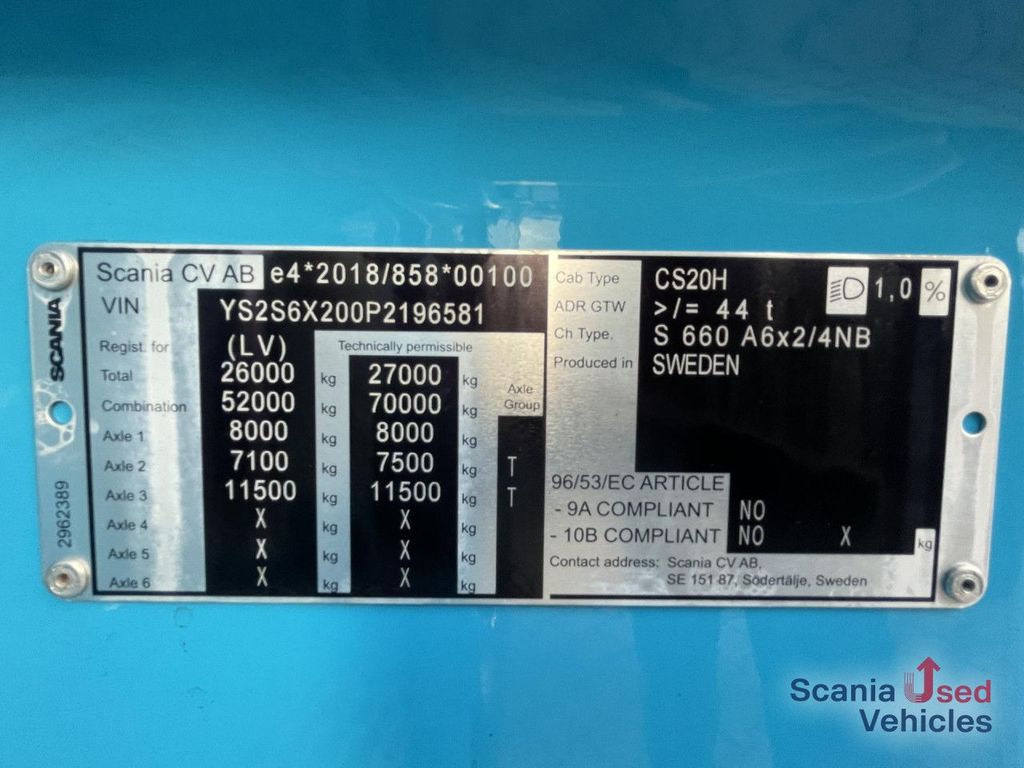 SCANIA
2962389
Scania CV AB e4*2018/858*00100
VIN YS2S6X200P2196581
Regist. for (LV) Technically permissible
Total 26000 kg 27000 kg Axle Group
Combination 52000 kg 70000 kg
Axle 1 8000 kg 8000 kg
Axle 2 7100 kg 7500 kg T
Axle 3 11500 kg 11500 kg T
Axle 4 X kg X kg
Axle 5 X kg X kg
Axle 6 X kg X kg
Cab Type CS20H 1,0 %
ADR GTW >/= 44 t
Ch Type. S 660 A6x2/4NB
Produced in SWEDEN
96/53/EC ARTICLE
- 9A COMPLIANT NO
- 10B COMPLIANT NO X kg
Contact address: Scania CV AB,
SE 151 87, Södertälje, Sweden
Scania Used
Vehicles